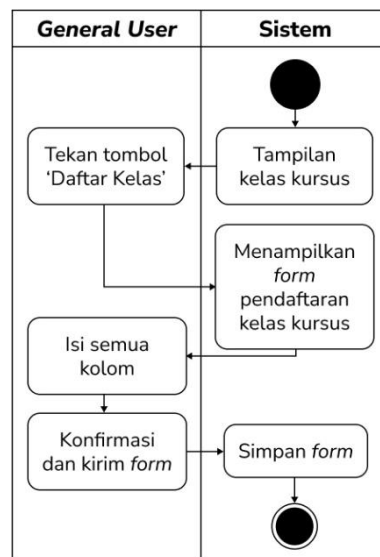 General User
Sistem
Tampilan
kelas kursus
Tekan tombol
‘Daftar Kelas’
Menampilkan
form
pendaftaran
kelas kursus
Isi semua
kolom
Konfirmasi
dan kirim form
Simpan form